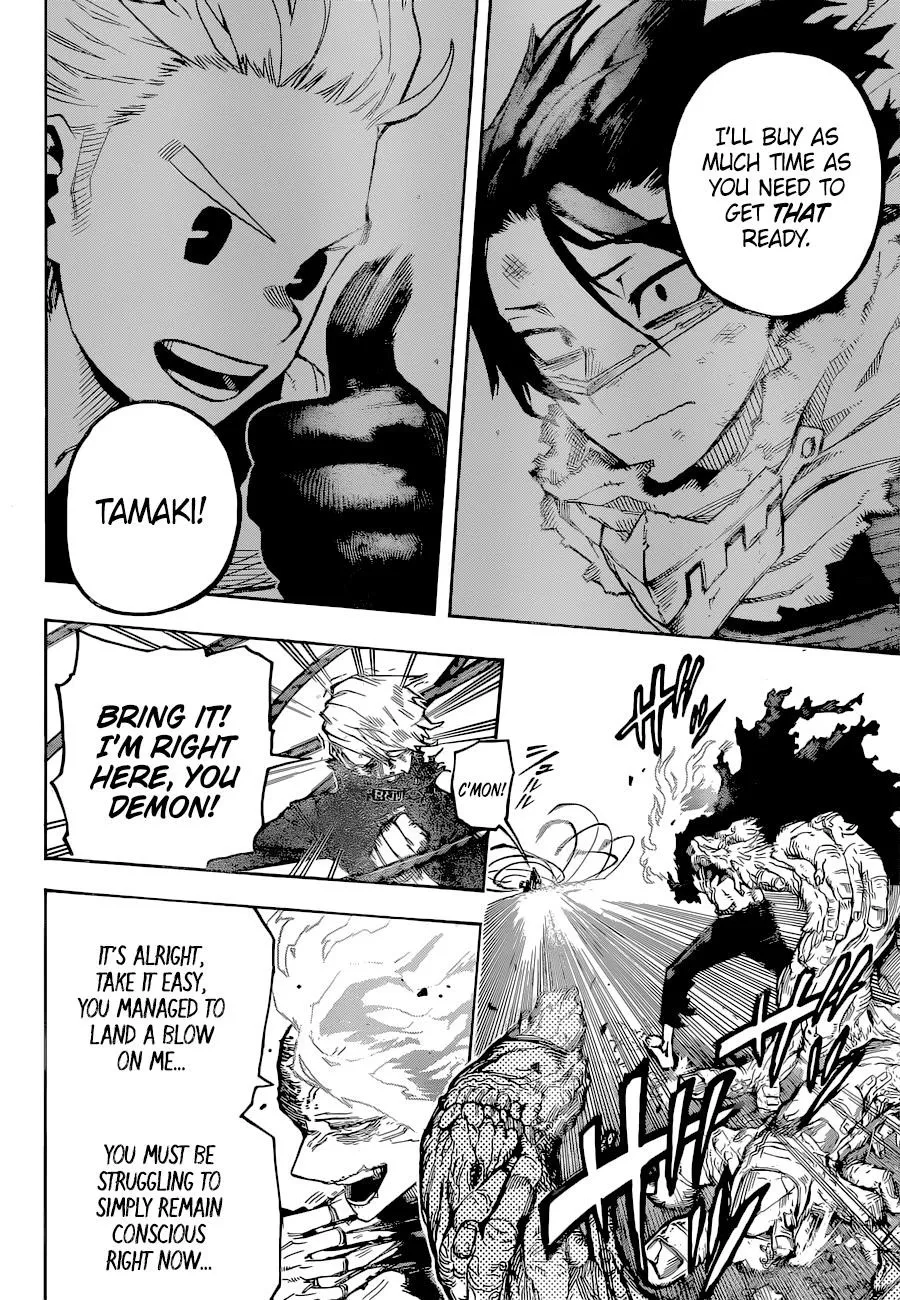 I'LL BUY AS
MUCH TIME AS
YOU NEED TO
GET THAT
READY.
TAMAKI!
C'MON!
BRING IT!
I'M RIGHT
HERE, YOU
DEMON!
IT'S ALRIGHT,
TAKE IT EASY,
YOU MANAGED TO
LAND A BLOW
ON ME...
YOU MUST BE
STRUGGLING TO
SIMPLY REMAIN
CONSCIOUS
RIGHT NOW...